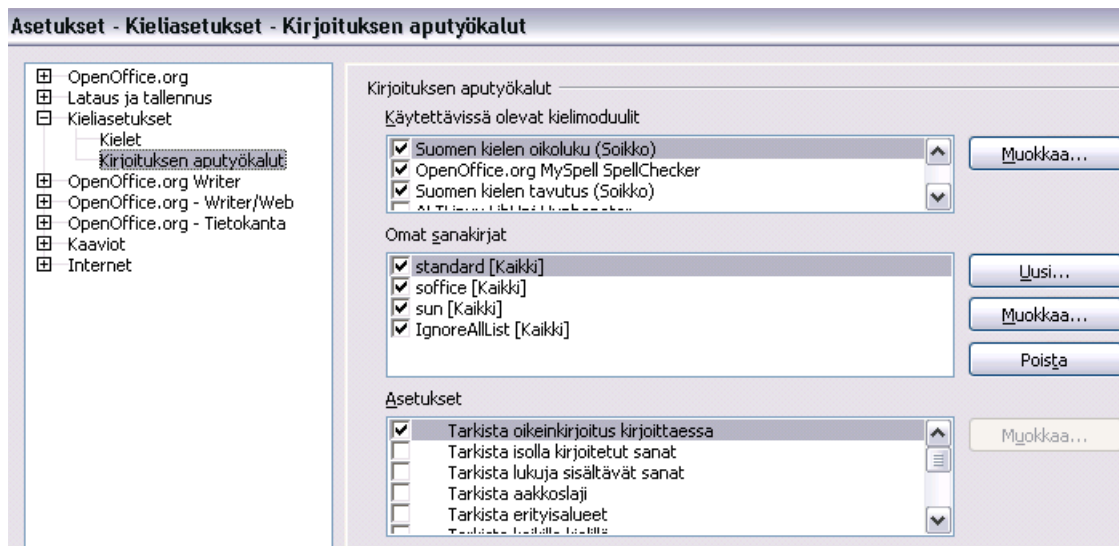 Asetukset - Kieliasetukset - Kirjoituksen aputyökalut
OpenOffice.org
Lataus ja tallennus
Kieliasetukset
Kielet
Kirjoituksen aputyökalut
OpenOffice.org Writer
OpenOffice.org - Writer/Web
OpenOffice.org - Tietokanta
Kaaviot
Internet
Kirjoituksen aputyökalut
Käytettävissä olevat kielimoduulit
Suomen kielen oikoluku (Soikko)
OpenOffice.org MySpell SpellChecker
Suomen kielen tavutus (Soikko)
Muokkaa...
Omat sanakirjat
standard [Kaikki]
soffice [Kaikki]
sun [Kaikki]
IgnoreAllList [Kaikki]
Uusi...
Muokkaa...
Poista
Asetukset
Tarkista oikeinkirjoitus kirjoittaessa
Tarkista isolla kirjoitetut sanat
Tarkista lukuja sisältävät sanat
Tarkista aakkoslaji
Tarkista erityisalueet
Muokkaa...